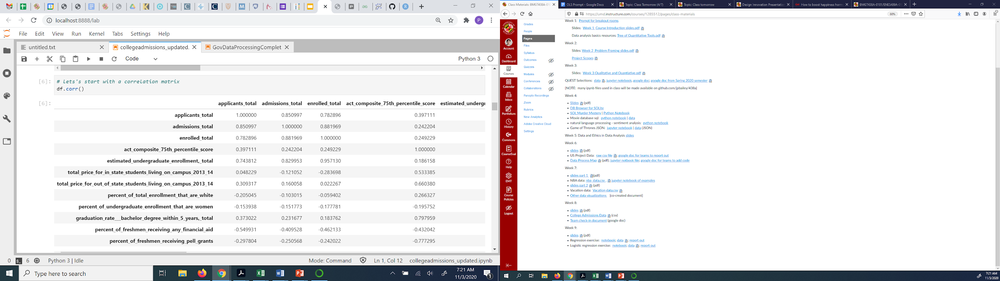 localhost:8888/lab
File Edit View Run Kernel Tabs Settings Help
untitled.txt
collegeadmissions_updated.
GovDataProcessingComplet
Code
Python 3
[6]:
# Lets's start with a correlation matrix
df.corr()
[6]:
applicants_total admissions_total enrolled_total act_composite_75th_percentile_score estimated_undergr
applicants_total 1.000000 0.850997 0.782896 0.397111
admissions_total 0.850997 1.000000 0.881969 0.242204
enrolled_total 0.782896 0.881969 1.000000 0.249229
act_composite_75th_percentile_score 0.397111 0.242204 0.249229 1.000000
estimated_undergraduate_enrollment,_total 0.743812 0.829953 0.957130 0.186158
total_price_for_in_state_students_living_on_campus_2013_14 0.048229 -0.121052 -0.283698 0.533385
total_price_for_out_of_state_students_living_on_campus_2013_14 0.309317 0.160058 0.022267 0.660380
percent_of_total_enrollment_that_are_white -0.205045 -0.103015 -0.059402 0.266327
percent_of_undergraduate_enrollment_that_are_women -0.153938 -0.151773 -0.177781 -0.195752
graduation_rate___bachelor_degree_within_5_years,_total 0.373022 0.231677 0.183762 0.797959
percent_of_freshmen_receiving_any_financial_aid -0.549931 -0.409528 -0.462133 -0.432042
percent_of_freshmen_receiving_pell_grants -0.297804 -0.250568 -0.242022 -0.777295
0 6 Python 3 | Idle
Mode: Command Ln 1, Col 12 collegeadmissions_updated.ipynb
Type here to search
7:21 AM
11/3/2020
Class Materials: BMGT438A-01
OLS Prompt - Google Docs
Topic: Class Tomorrow (4/7)
Topic: Class tomorrow
Design Innovation Presentation
How to boost happiness horm
BMGT438A-0101/ENES489A-01
https://umd.instructure.com/courses/1285512/pages/class-materials
80%
Account
Dashboard
Courses
Calendar
Inbox
Portfolium
History
Commons
CourseEval
Help
EMT
Course
Policies
Logout
Grades
People
Pages
Files
Syllabus
Outcomes
Quizzes
Modules
Conferences
Collaborations
Panopto Recordings
Zoom
Rubrics
New Analytics
Adobe Creative Cloud
Settings
Week 1: Prompt for breakout rooms
Slides: Week 1 Course Introduction slides.pdf
Data analysis basics resources: Tree of Quantitative Tools.pdf
Week 2:
Slides: Week 2 Problem Framing slides.pdf
Project Scopes
Week 3:
Slides: Week 3 Qualitative and Quantiative.pdf
QUEST Selections: data, jupyter notebook, google doc; google doc from Spring 2020 semester
[NOTE: many ipynb files used in class will be made available on github.com/jpbailey/438a]
Week 4:
• Slides (pdf)
• DB Browser for SQLite
• SQL Murder Mystery | Python Notebook
• Movie database sql: python notebook | data
• natural language processing - sentiment analysis: python notebook
• Game of Thrones JSON: jupyter notebook | data (JSON)
Week 5: Data and Ethics in Data Analysis slides
Week 6:
• slides (pdf)
• US Project Data: raw csv file; google doc for teams to report out
• Data Process Map (pdf); jupyter notbook file; google doc for teams to add code
Week 7:
• slides part 1 (pdf)
• NBA data: nba_data.csv, jupyter notebook of examples
• slides part 2 (pdf)
• Vacation data: Vacation data.csv
• Other data visualizations [co-created document]
Week 8:
• slides (pdf)
• College Admissions Data (csv)
• Team check-in document (google doc)
Week 9:
• slides (pdf)
• Regression exercise: notebook; data; report out
• Logistic regression exercise: notebook; data; report out
7:21 AM
11/3/2020